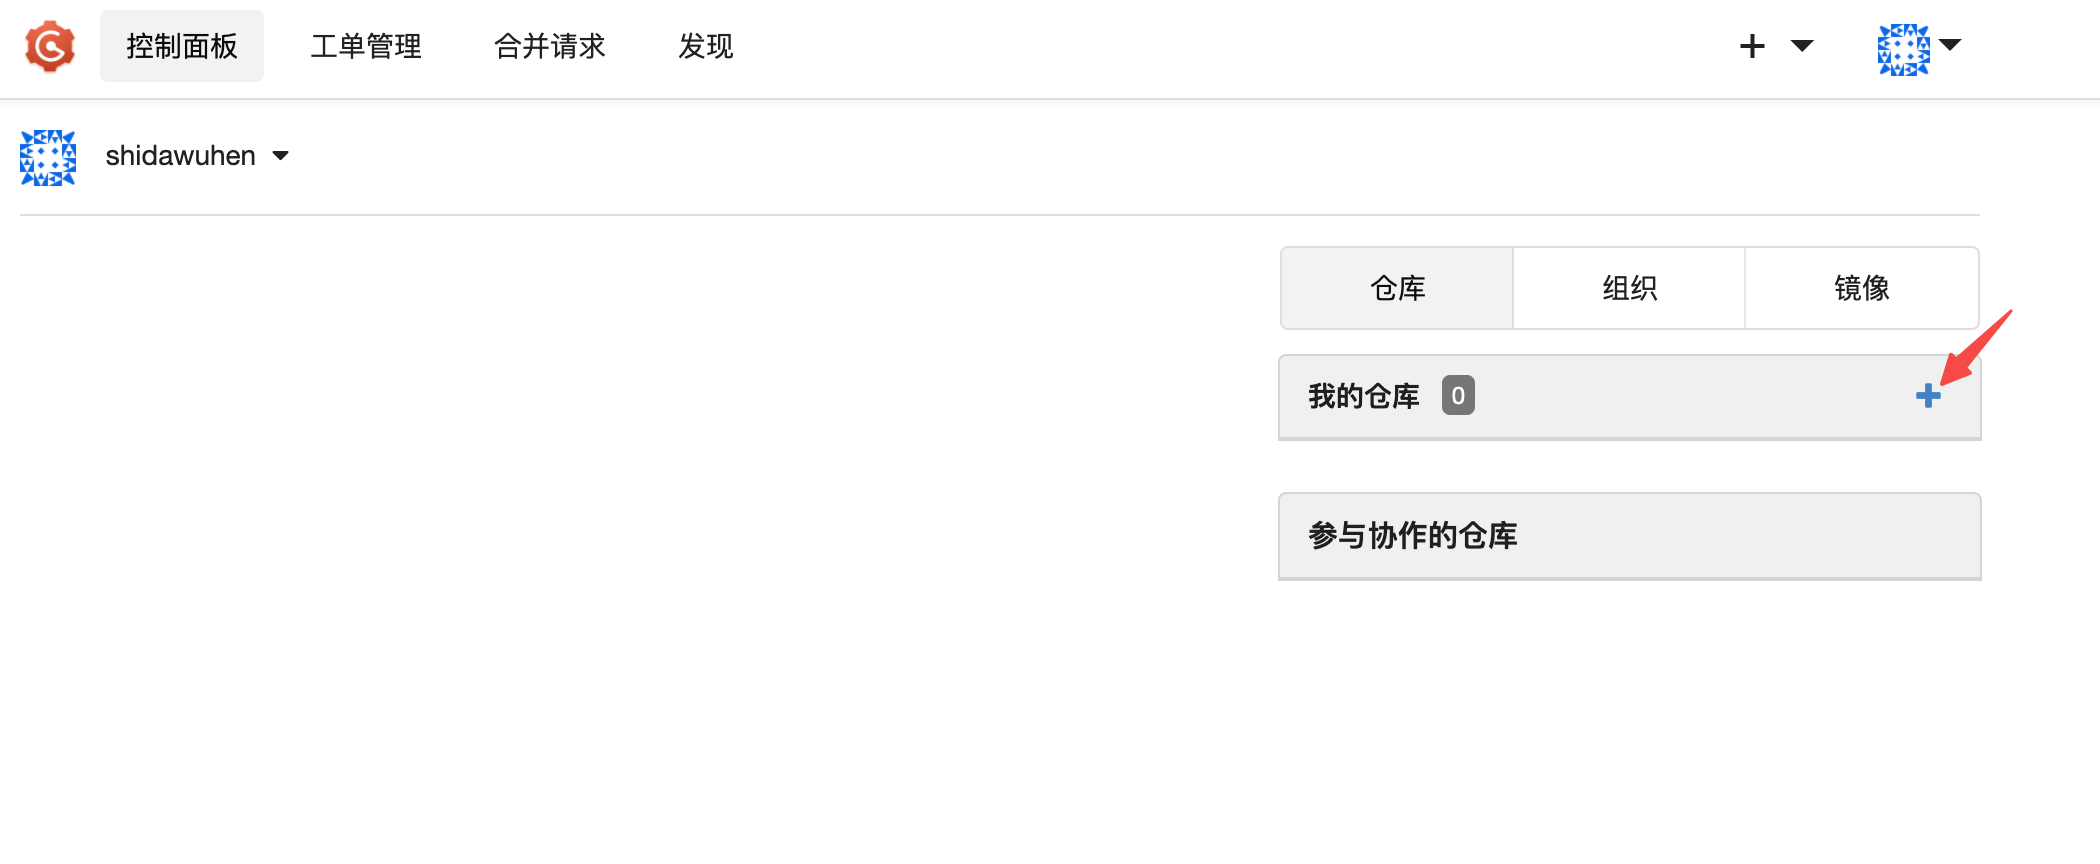 控制面板 工单管理 合并请求 发现
shidawuhen
仓库 组织 镜像
我的仓库 0
参与协作的仓库